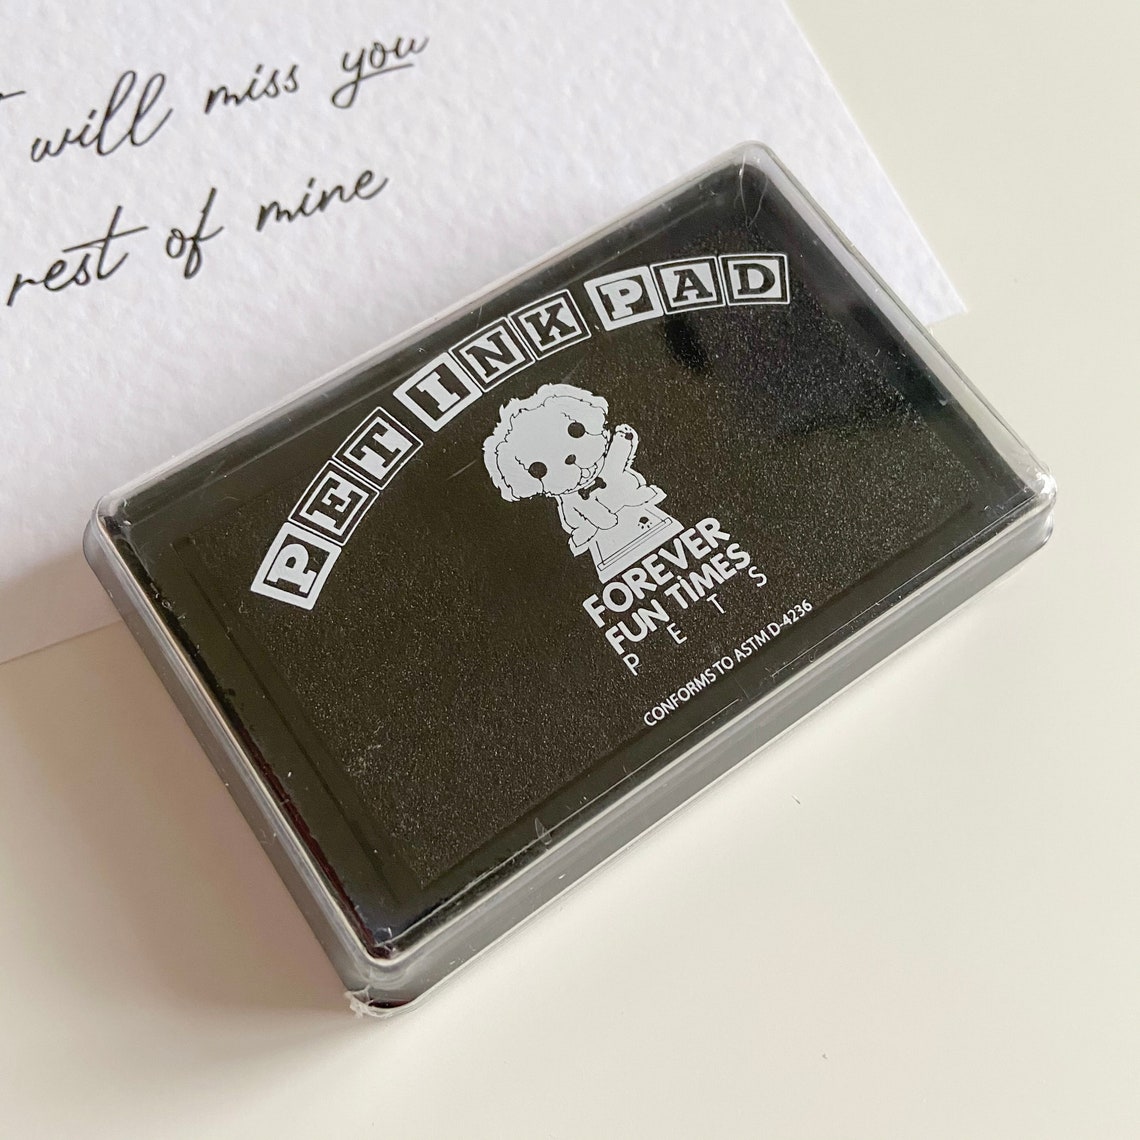 will miss you
rest of mine
PET INK PAD
FOREVER
FUN TIMES
PETS
CONFORMS TO ASTM D-4236